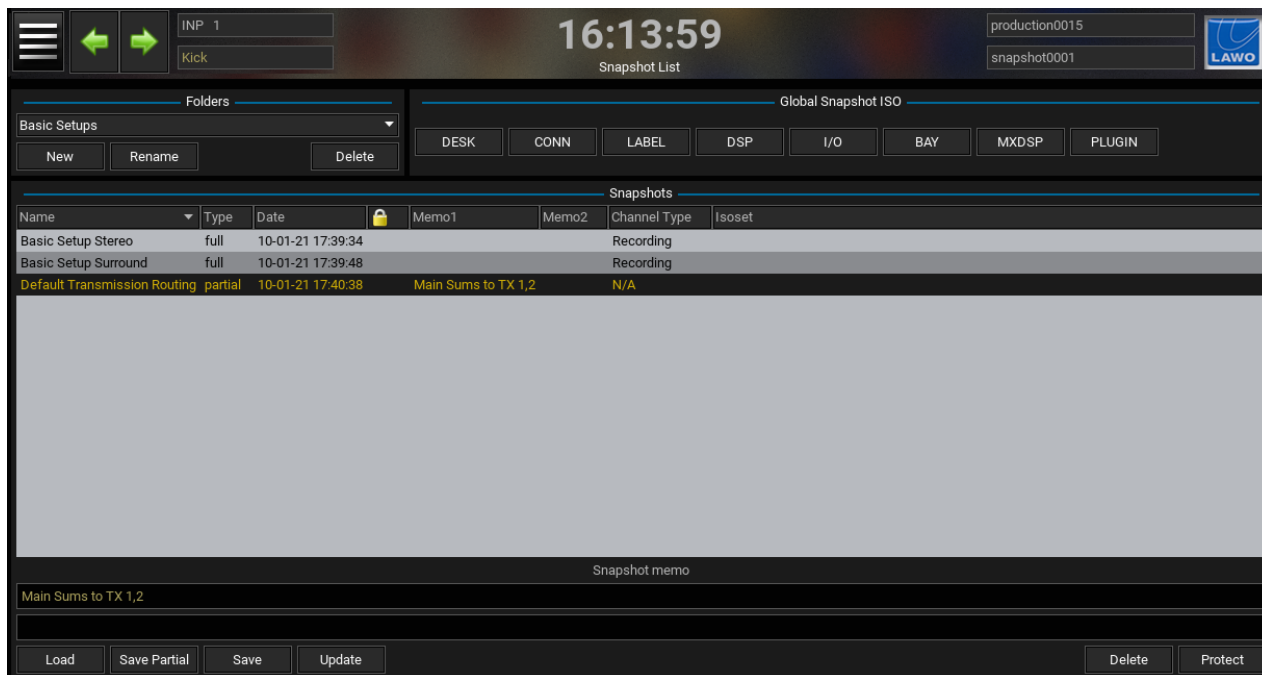 INP 1
Kick
16:13:59
Snapshot List
production0015
snapshot0001
LAWO
Folders
Basic Setups
New Rename Delete
Global Snapshot ISO
DESK CONN LABEL DSP I/O BAY MXDSP PLUGIN
Snapshots
Name Type Date Memo1 Memo2 Channel Type Isoset
Basic Setup Stereo full 10-01-21 17:39:34 Recording
Basic Setup Surround full 10-01-21 17:39:48 Recording
Default Transmission Routing partial 10-01-21 17:40:38 Main Sums to TX 1,2 N/A
Snapshot memo
Main Sums to TX 1,2
Load Save Partial Save Update Delete Protect